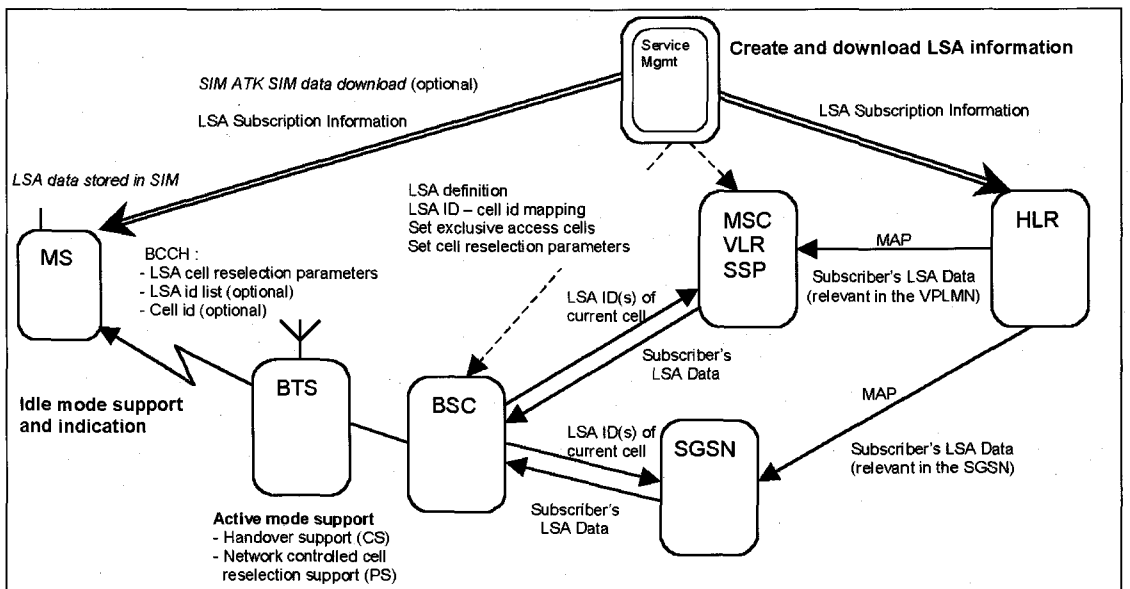 Service
Mgmt
Create and download LSA information
SIM ATK SIM data download (optional)
LSA Subscription Information
LSA Subscription Information
LSA data stored in SIM
LSA definition
LSA ID – cell id mapping
Set exclusive access cells
Set cell reselection parameters
MS
BCCH :
- LSA cell reselection parameters
- LSA id list (optional)
- Cell id (optional)
MSC
VLR
SSP
HLR
MAP
Subscriber's LSA Data
(relevant in the VPLMN)
LSA ID(s) of
current cell
Subscriber's
LSA Data
BTS
BSC
Idle mode support
and indication
MAP
LSA ID(s) of
current cell
SGSN
Subscriber's LSA Data
(relevant in the SGSN)
Subscriber's
LSA Data
Active mode support
- Handover support (CS)
- Network controlled cell
reselection support (PS)